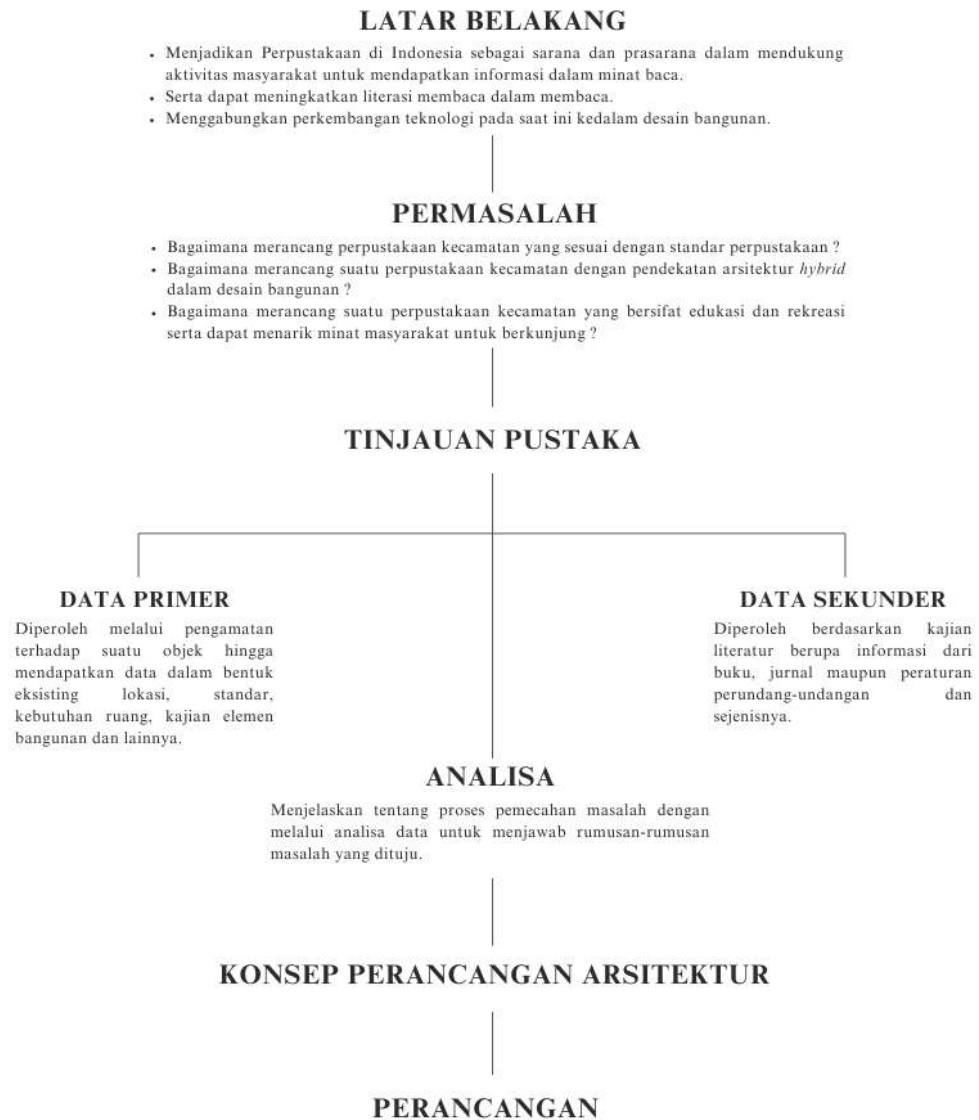 LATAR BELAKANG
• Menjadikan Perpustakaan di Indonesia sebagai sarana dan prasarana dalam mendukung
aktivitas masyarakat untuk mendapatkan informasi dalam minat baca.
• Serta dapat meningkatkan literasi membaca dalam membaca.
• Menggabungkan perkembangan teknologi pada saat ini kedalam desain bangunan.
PERMASALAH
• Bagaimana merancang perpustakaan kecamatan yang sesuai dengan standar perpustakaan ?
• Bagaimana merancang suatu perpustakaan kecamatan dengan pendekatan arsitektur hybrid
dalam desain bangunan ?
• Bagaimana merancang suatu perpustakaan kecamatan yang bersifat edukasi dan rekreasi
serta dapat menarik minat masyarakat untuk berkunjung ?
TINJAUAN PUSTAKA
DATA PRIMER
Diperoleh melalui pengamatan
terhadap suatu objek hingga
mendapatkan data dalam bentuk
eksisting lokasi, standar,
kebutuhan ruang, kajian elemen
bangunan dan lainnya.
DATA SEKUNDER
Diperoleh berdasarkan kajian
literatur berupa informasi dari
buku, jurnal maupun peraturan
perundang-undangan dan
sejenisnya.
ANALISA
Menjelaskan tentang proses pemecahan masalah dengan
melalui analisa data untuk menjawab rumusan-rumusan
masalah yang dituju.
KONSEP PERANCANGAN ARSITEKTUR
PERANCANGAN